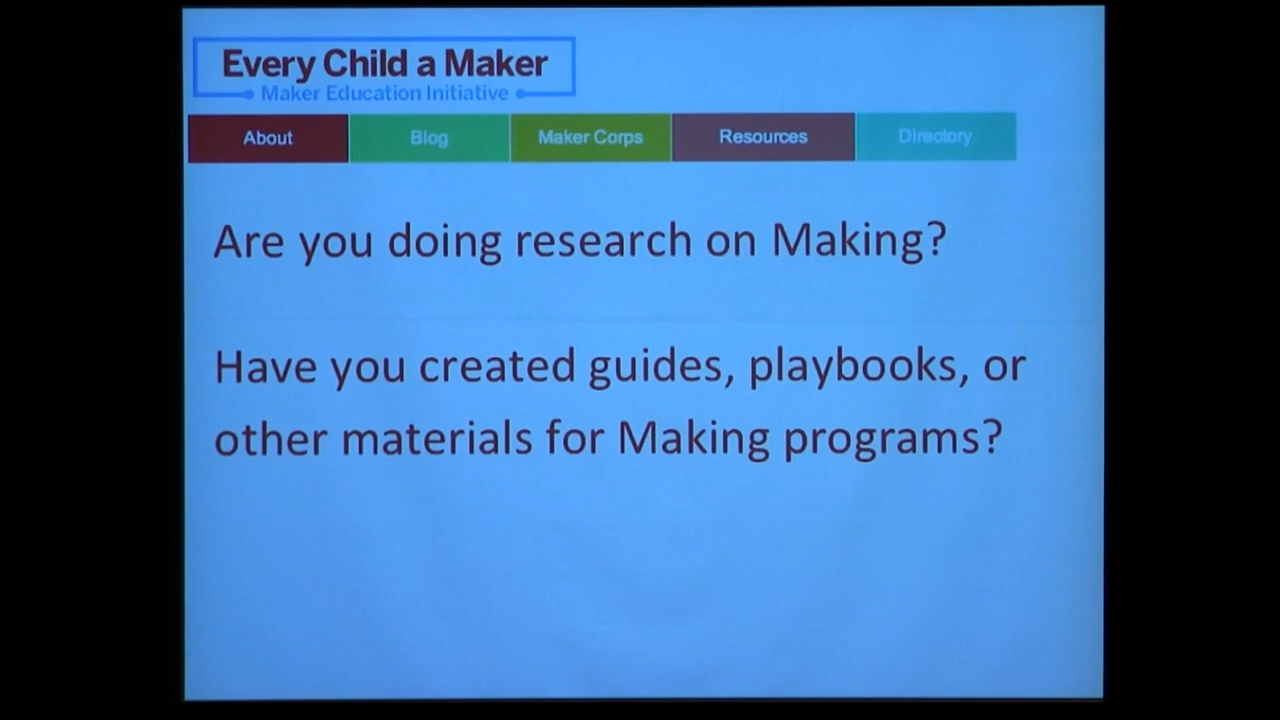 Every Child a Maker
Maker Education Initiative
About
Blog
Maker Corps
Resources
Directory
Are you doing research on Making?
Have you created guides, playbooks, or
other materials for Making programs?